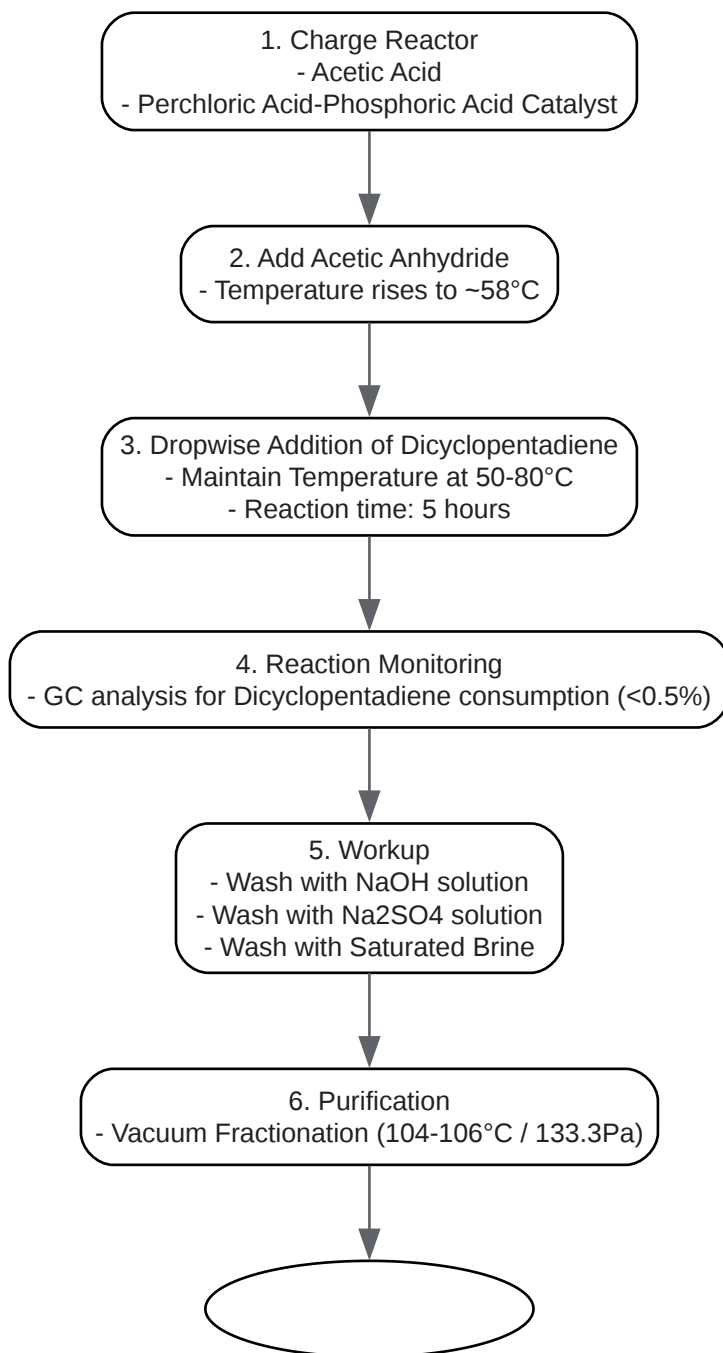 1. Charge Reactor
- Acetic Acid
- Perchloric Acid-Phosphoric Acid Catalyst
2. Add Acetic Anhydride
- Temperature rises to ~58°C
3. Dropwise Addition of Dicyclopentadiene
- Maintain Temperature at 50-80°C
- Reaction time: 5 hours
4. Reaction Monitoring
- GC analysis for Dicyclopentadiene consumption (<0.5%)
5. Workup
- Wash with NaOH solution
- Wash with Na2SO4 solution
- Wash with Saturated Brine
6. Purification
- Vacuum Fractionation (104-106°C / 133.3Pa)